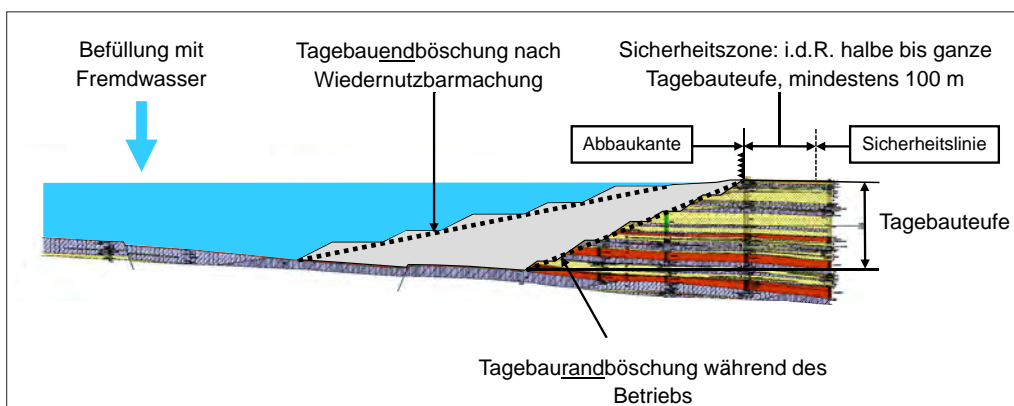 Befüllung mit
Fremdwasser
Tagebauendböschung nach
Wiedernutzbarmachung
Sicherheitszone: i.d.R. halbe bis ganze
Tagebauteufe, mindestens 100 m
Abbaukante
Sicherheitslinie
Tagebauteufe
Tagebaurandböschung während des
Betriebs